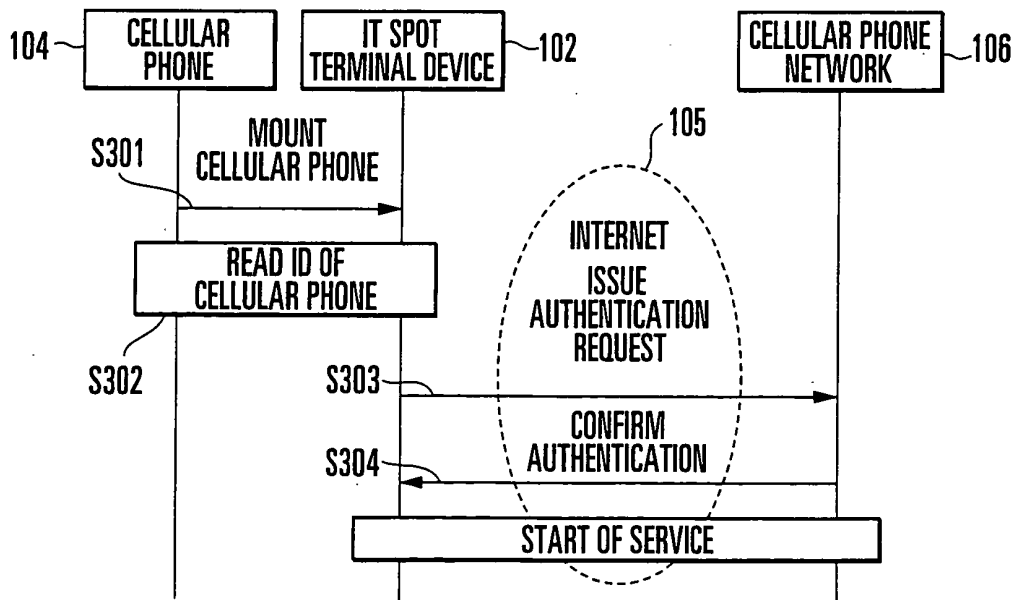 104
CELLULAR
PHONE
IT SPOT
TERMINAL DEVICE
102
CELLULAR PHONE
NETWORK
106
S301
MOUNT
CELLULAR PHONE
105
READ ID OF
CELLULAR PHONE
S302
INTERNET
ISSUE
AUTHENTICATION
REQUEST
S303
CONFIRM
AUTHENTICATION
S304
START OF SERVICE